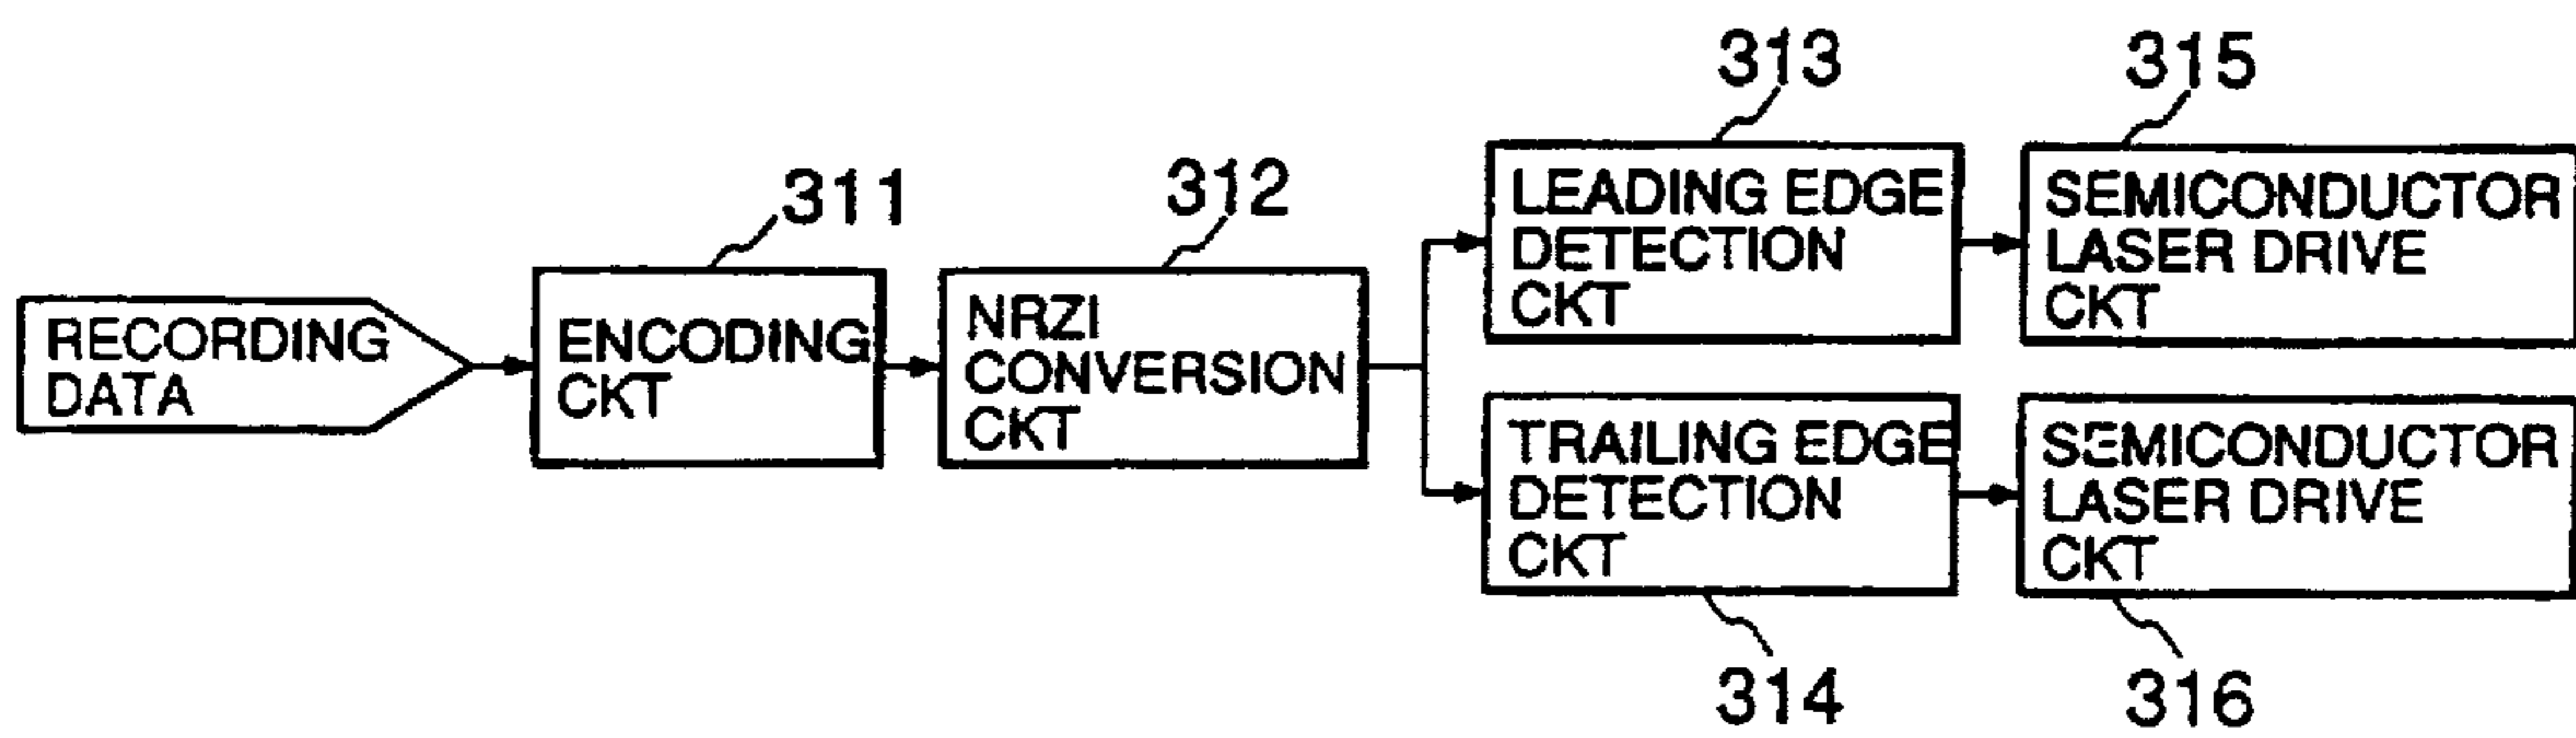 RECORDING
DATA
311
ENCODING
CKT
312
NRZI
CONVERSION
CKT
313
LEADING EDGE
DETECTION
CKT
315
SEMICONDUCTOR
LASER DRIVE
CKT
TRAILING EDGE
DETECTION
CKT
314
SEMICONDUCTOR
LASER DRIVE
CKT
316